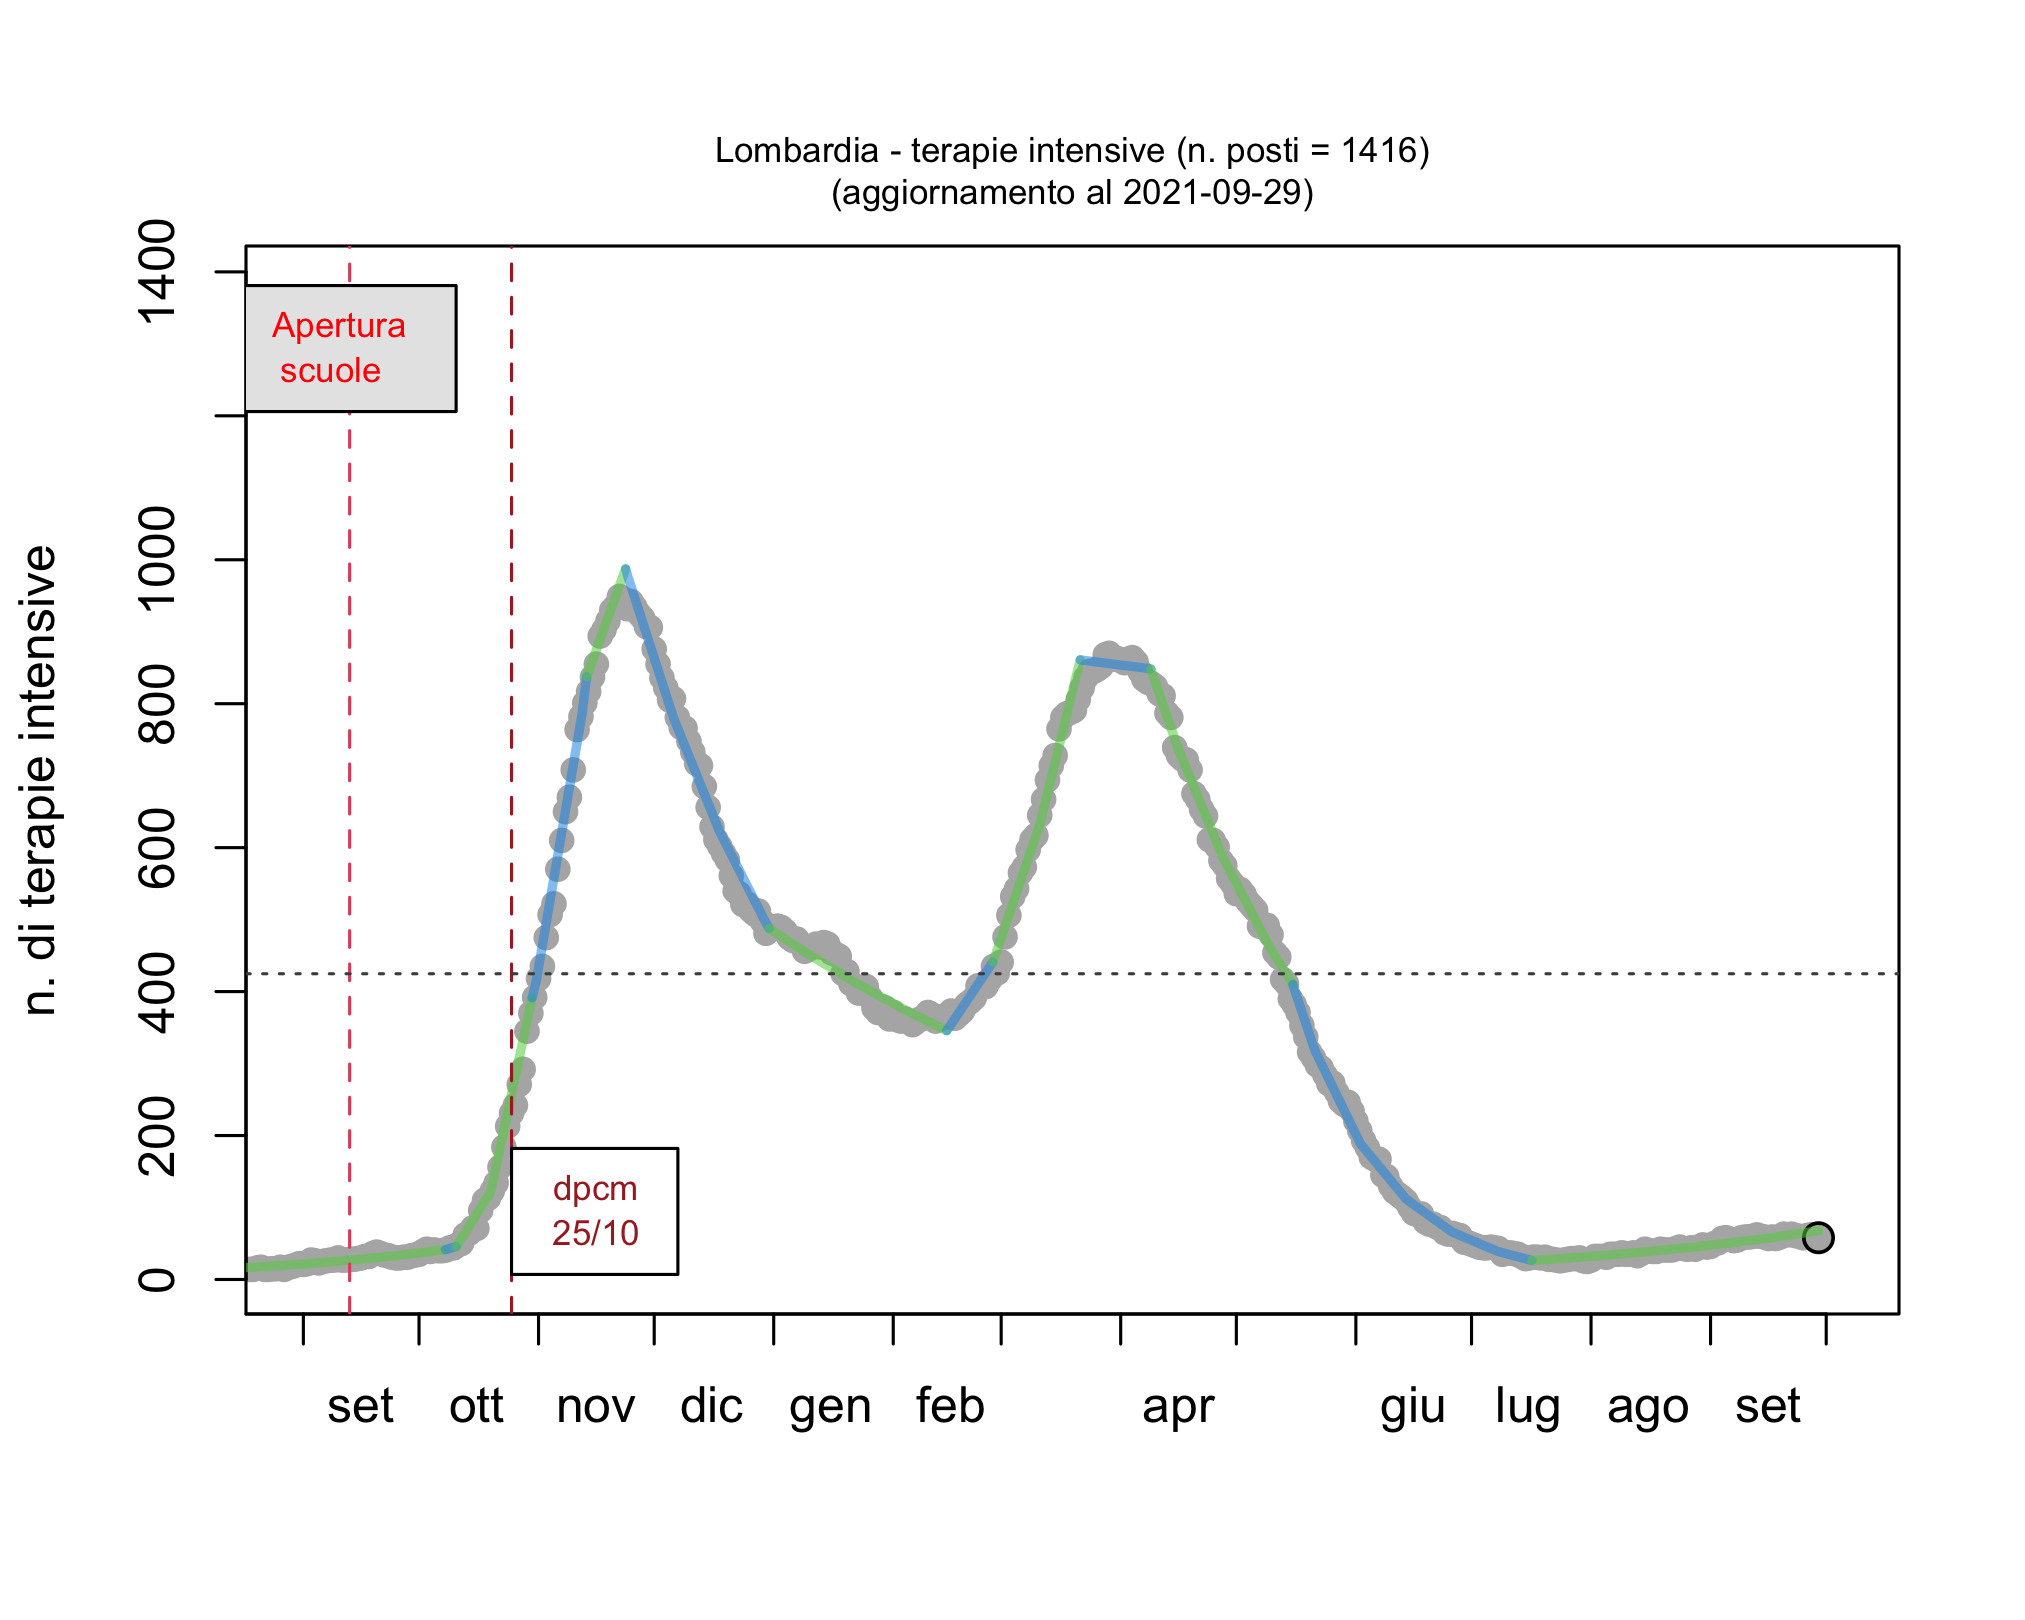 Lombardia - terapie intensive (n. posti = 1416)
(aggiornamento al 2021-09-29)
n. di terapie intensive
1400
1000
800
600
400
200
0
Apertura
scuole
dpcm
25/10
set ott nov dic gen feb apr giu lug ago set